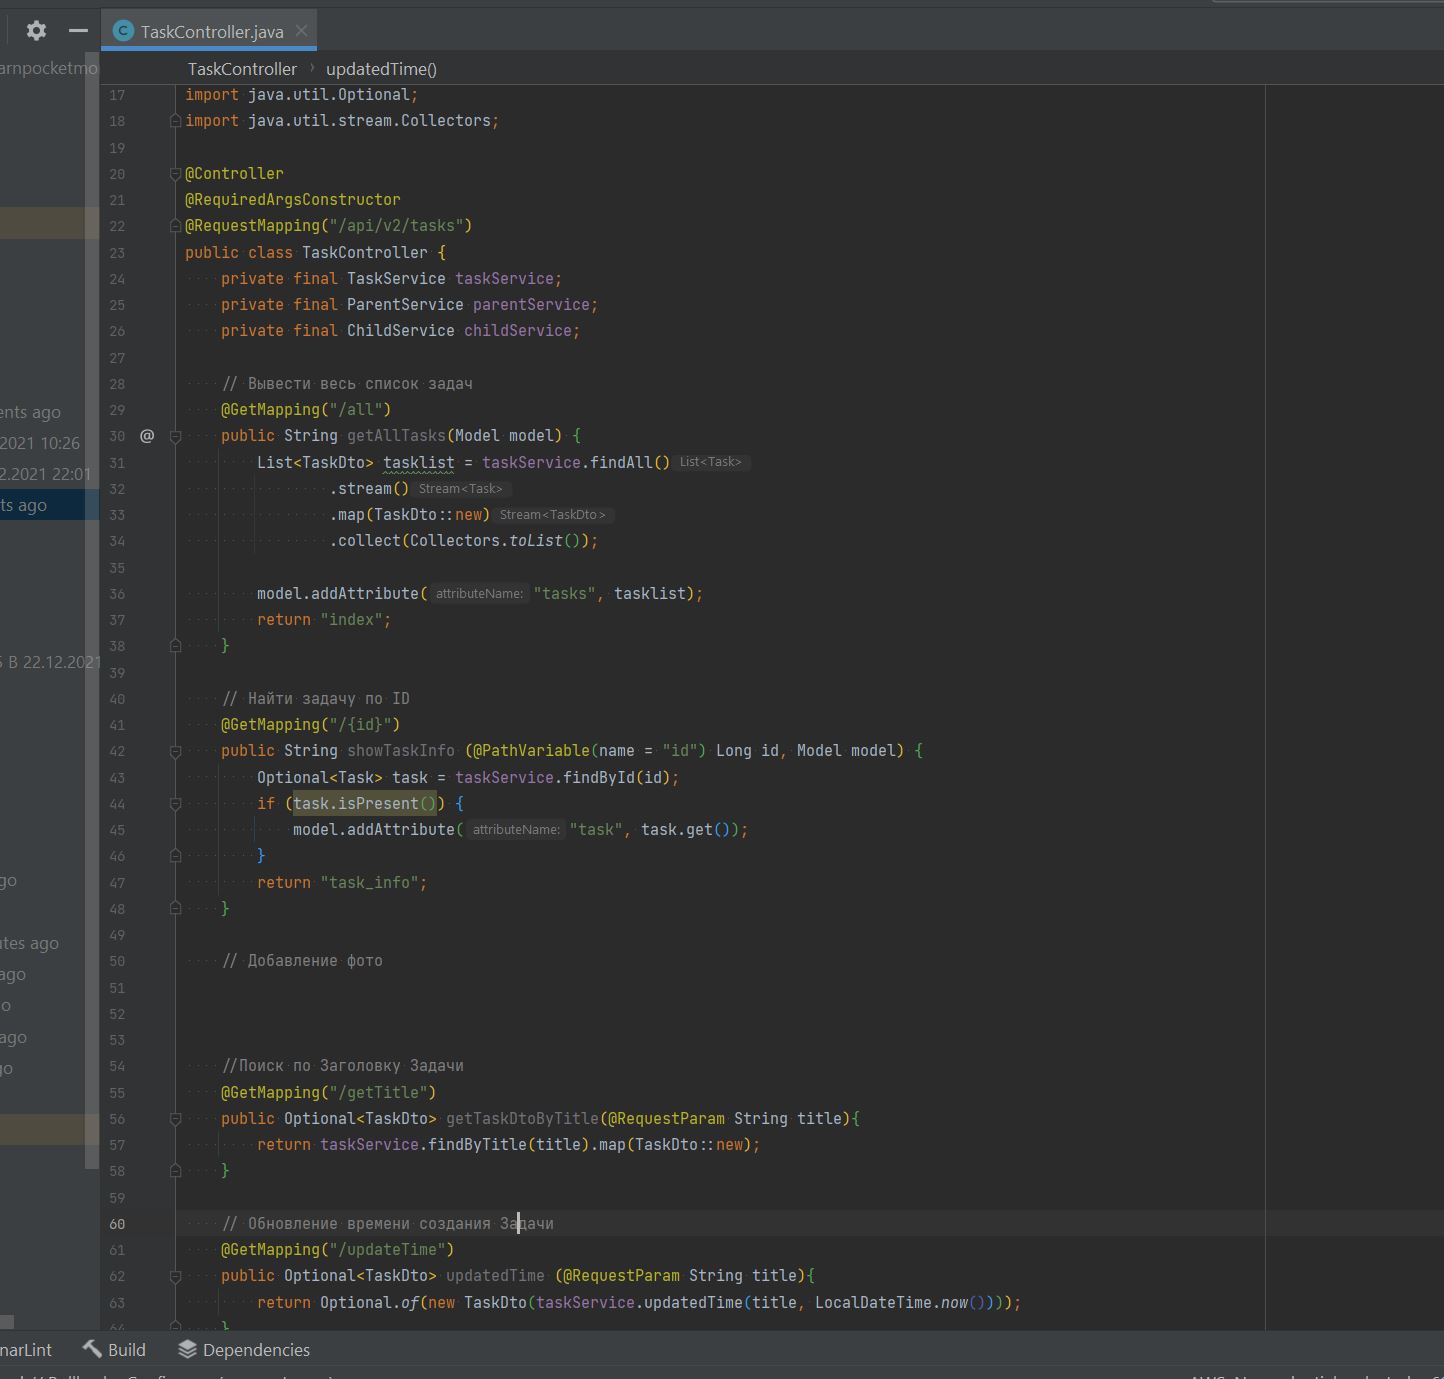 TaskController.java
arnpocketmo
TaskController › updatedTime()
17 import java.util.Optional;
18 import java.util.stream.Collectors;
19
20 @Controller
21 @RequiredArgsConstructor
22 @RequestMapping("/api/v2/tasks")
23 public class TaskController {
24 private final TaskService taskService;
25 private final ParentService parentService;
26 private final ChildService childService;
27
28 // Вывести весь список задач
29 @GetMapping("/all")
ents ago
30 @ public String getAllTasks(Model model) {
2021 10:26
31 List<TaskDto> tasklist = taskService.findAll() List<Task>
2.2021 22:01
32 .stream() Stream<Task>
ts ago
33 .map(TaskDto::new) Stream<TaskDto>
34 .collect(Collectors.toList());
35
36 model.addAttribute( attributeName: "tasks", tasklist);
37 return "index";
38 }
В 22.12.2021
39
40 // Найти задачу по ID
41 @GetMapping("/{id}")
42 public String showTaskInfo (@PathVariable(name = "id") Long id, Model model) {
43 Optional<Task> task = taskService.findById(id);
44 if (task.isPresent()) {
45 model.addAttribute( attributeName: "task", task.get());
46 }
47 return "task_info";
go
48 }
49
utes ago
50 // Добавление фото
ago
51
52
o
53
ago
54 //Поиск по Заголовку Задачи
go
55 @GetMapping("/getTitle")
56 public Optional<TaskDto> getTaskDtoByTitle(@RequestParam String title){
57 return taskService.findByTitle(title).map(TaskDto::new);
58 }
59
60 // Обновление времени создания Задачи
61 @GetMapping("/updateTime")
62 public Optional<TaskDto> updatedTime (@RequestParam String title){
63 return Optional.of(new TaskDto(taskService.updatedTime(title, LocalDateTime.now())));
64 }
narLint Build Dependencies